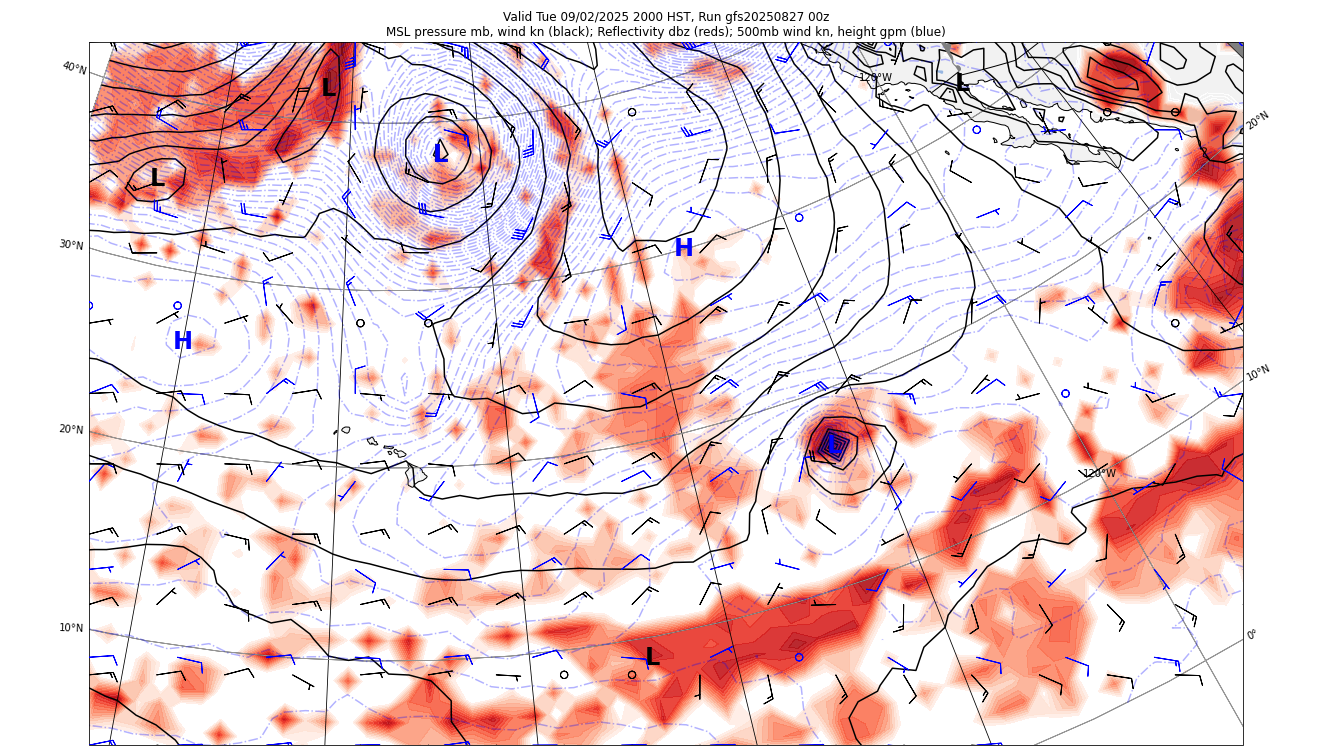 Valid Tue 09/02/2025 2000 HST, Run gfs20250827 00z
MSL pressure mb, wind kn (black); Reflectivity dbz (reds); 500mb wind kn, height gpm (blue)
40°N
120°W
L
L
20°N
L
L
30°N
H
H
10°N
20°N
L
120°W
10°N
0°
L